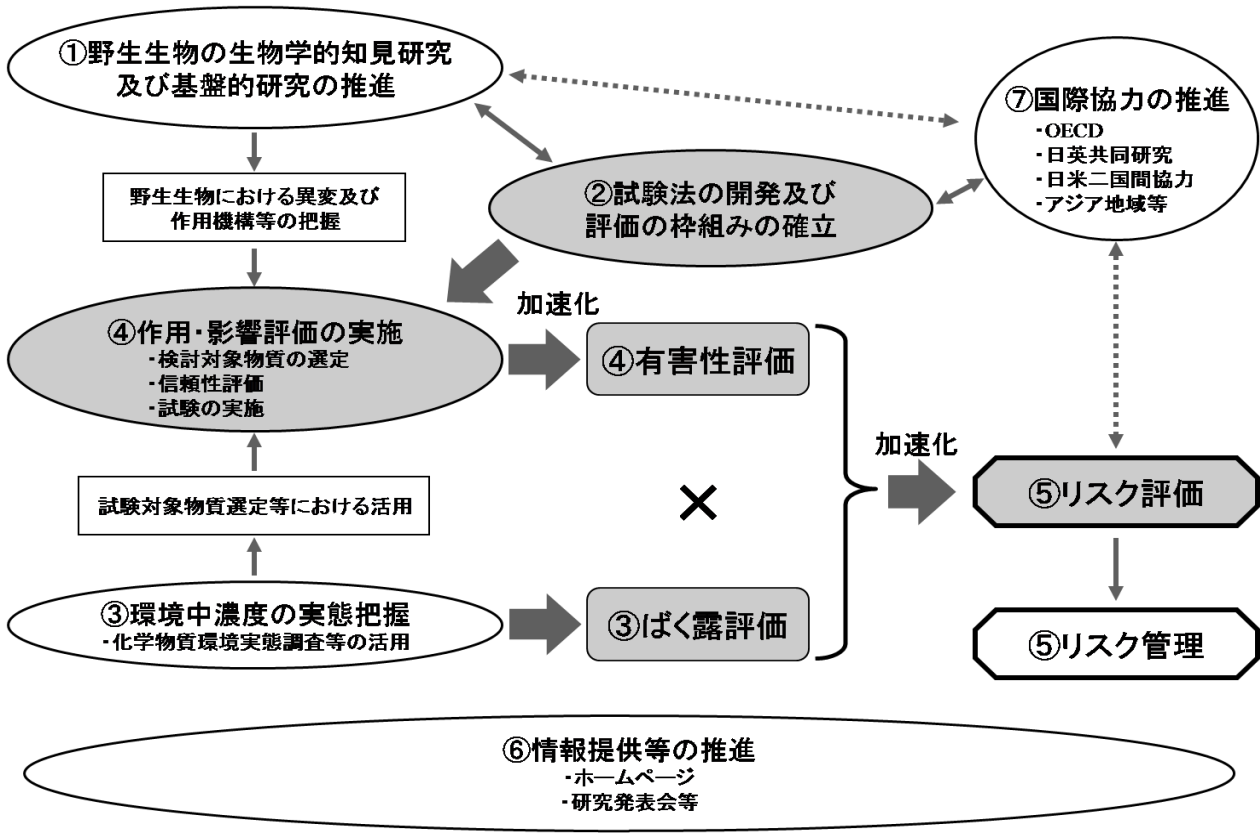 ①野生生物の生物学的知見研究
及び基盤的研究の推進
⑦国際協力の推進
・OECD
・日英共同研究
・日米二国間協力
・アジア地域等
野生生物における異変及び
作用機構等の把握
②試験法の開発及び
評価の枠組みの確立
④作用・影響評価の実施
・検討対象物質の選定
・信頼性評価
・試験の実施
加速化
④有害性評価
加速化
試験対象物質選定等における活用
×
⑤リスク評価
③環境中濃度の実態把握
・化学物質環境実態調査等の活用
③ばく露評価
⑤リスク管理
⑥情報提供等の推進
・ホームページ
・研究発表会等